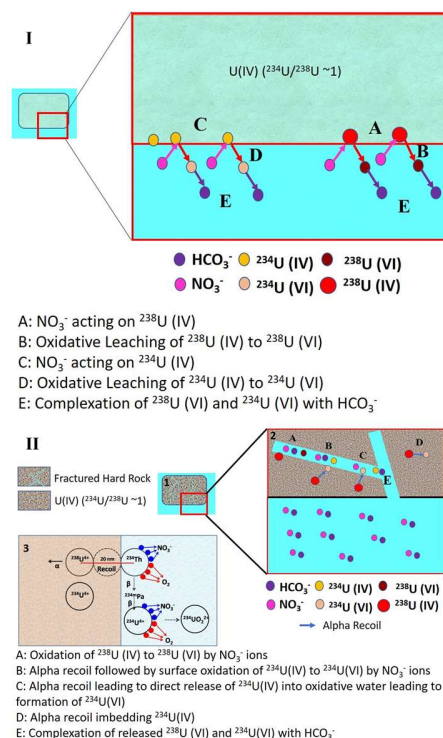 I
U(IV) (²³⁴U/²³⁸U ~1)
C
A
D
B
E
E
HCO₃⁻ ²³⁴U (IV) ²³⁸U (VI)
NO₃⁻ ²³⁴U (VI) ²³⁸U (IV)
A: NO₃⁻ acting on ²³⁸U (IV)
B: Oxidative Leaching of ²³⁸U (IV) to ²³⁸U (VI)
C: NO₃⁻ acting on ²³⁴U (IV)
D: Oxidative Leaching of ²³⁴U (IV) to ²³⁴U (VI)
E: Complexation of ²³⁸U (VI) and ²³⁴U (VI) with HCO₃⁻
II
Fractured Hard Rock
U(IV) (²³⁴U/²³⁸U ~1)
1
2
A
B
C
D
E
HCO₃⁻ ²³⁴U (IV) ²³⁸U (VI)
NO₃⁻ ²³⁴U (VI) ²³⁸U (IV)
Alpha Recoil
3
²³⁸U⁴⁺ 20 nm ²³⁴Th NO₃⁻
α Recoil
β O₂
²³⁴U⁴⁺ ²³⁴Pa
β NO₃⁻
²³⁴U⁴⁺ ²³⁴UO₂²⁺
O₂
A: Oxidation of ²³⁸U (IV) to ²³⁸U (VI) by NO₃⁻ ions
B: Alpha recoil followed by surface oxidation of ²³⁴U(IV) to ²³⁴U(VI) by NO₃⁻ ions
C: Alpha recoil leading to direct release of ²³⁴U(IV) into oxidative water leading to
formation of ²³⁴U(VI)
D: Alpha recoil imbedding ²³⁴U(IV)
E: Complexation of released ²³⁸U (VI) and ²³⁴U(VI) with HCO₃⁻